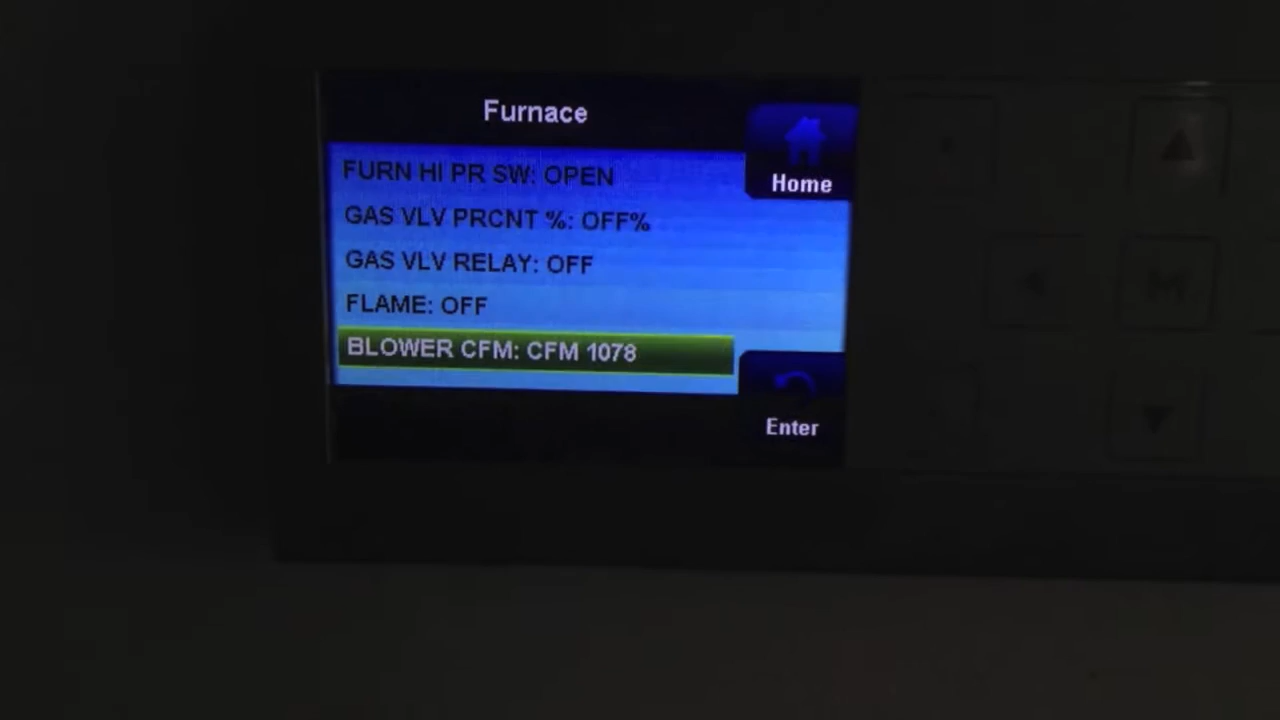 Furnace
Home
FURN HI PR SW: OPEN
GAS VLV PRCNT %: OFF%
GAS VLV RELAY: OFF
FLAME: OFF
BLOWER CFM: CFM 1078
Enter
M